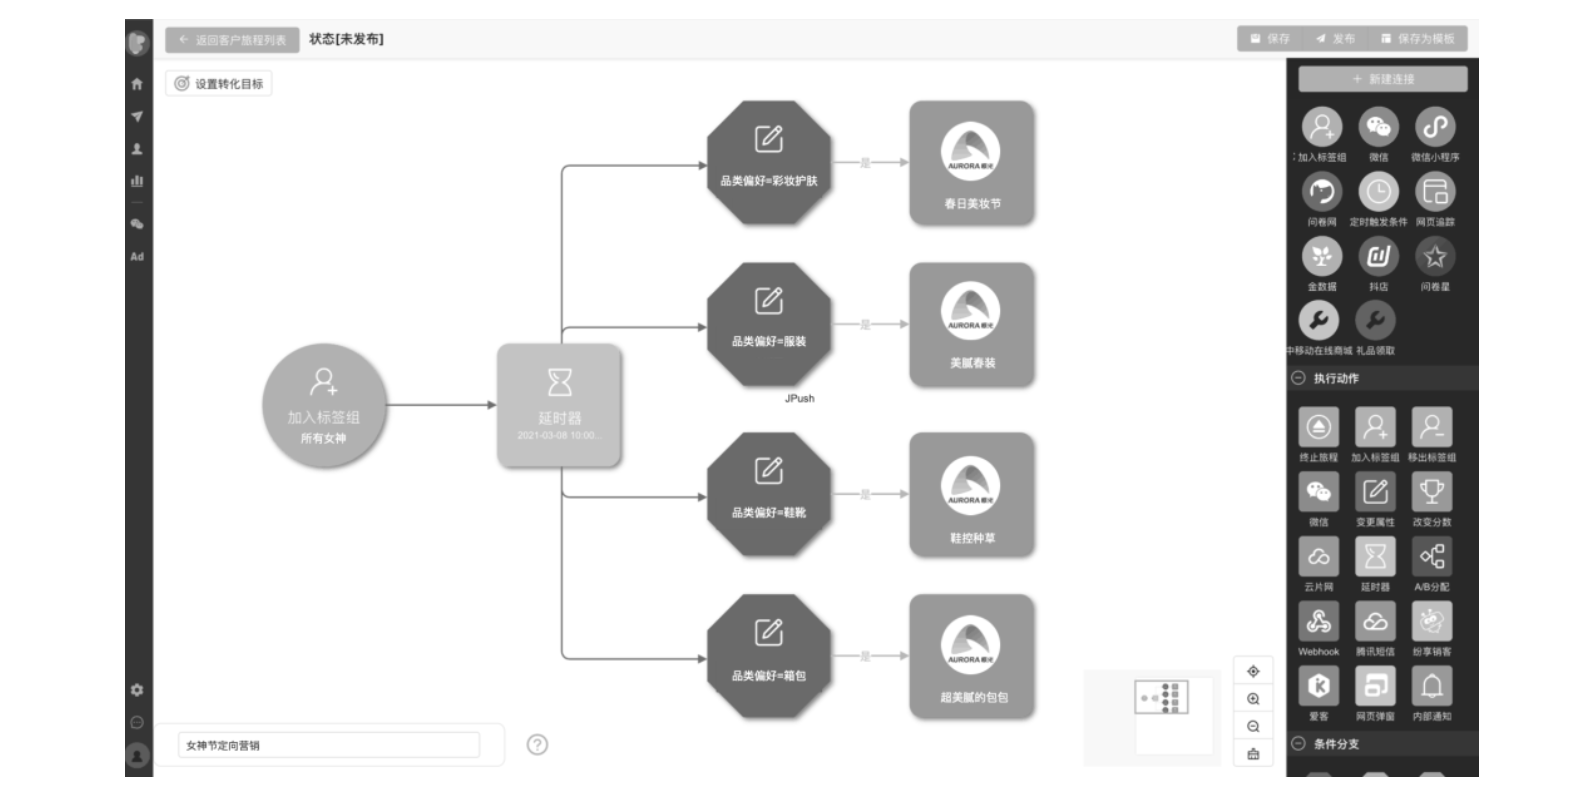 返回客户旅程列表
状态[未发布]
保存
发布
保存为模板
设置转化目标
新建连接
加入标签组
微信
微信小程序
问卷网
定时触发条件
网页追踪
金数据
抖店
问卷星
中移动在线商城
礼品领取
执行动作
终止旅程
加入标签组
移出标签组
微信
变更属性
改变分数
云片网
延时器
A/B分配
Webhook
腾讯短信
纷享销客
爱客
网页弹窗
内部通知
条件分支
Ad
加入标签组
所有女神
延时器
2021-03-08 10:00...
品类偏好=彩妆护肤
是
AURORA 极光
春日美妆节
品类偏好=服装
JPush
是
AURORA 极光
美腻春装
品类偏好=鞋靴
是
AURORA 极光
鞋控种草
品类偏好=箱包
是
AURORA 极光
超美腻的包包
女神节定向营销